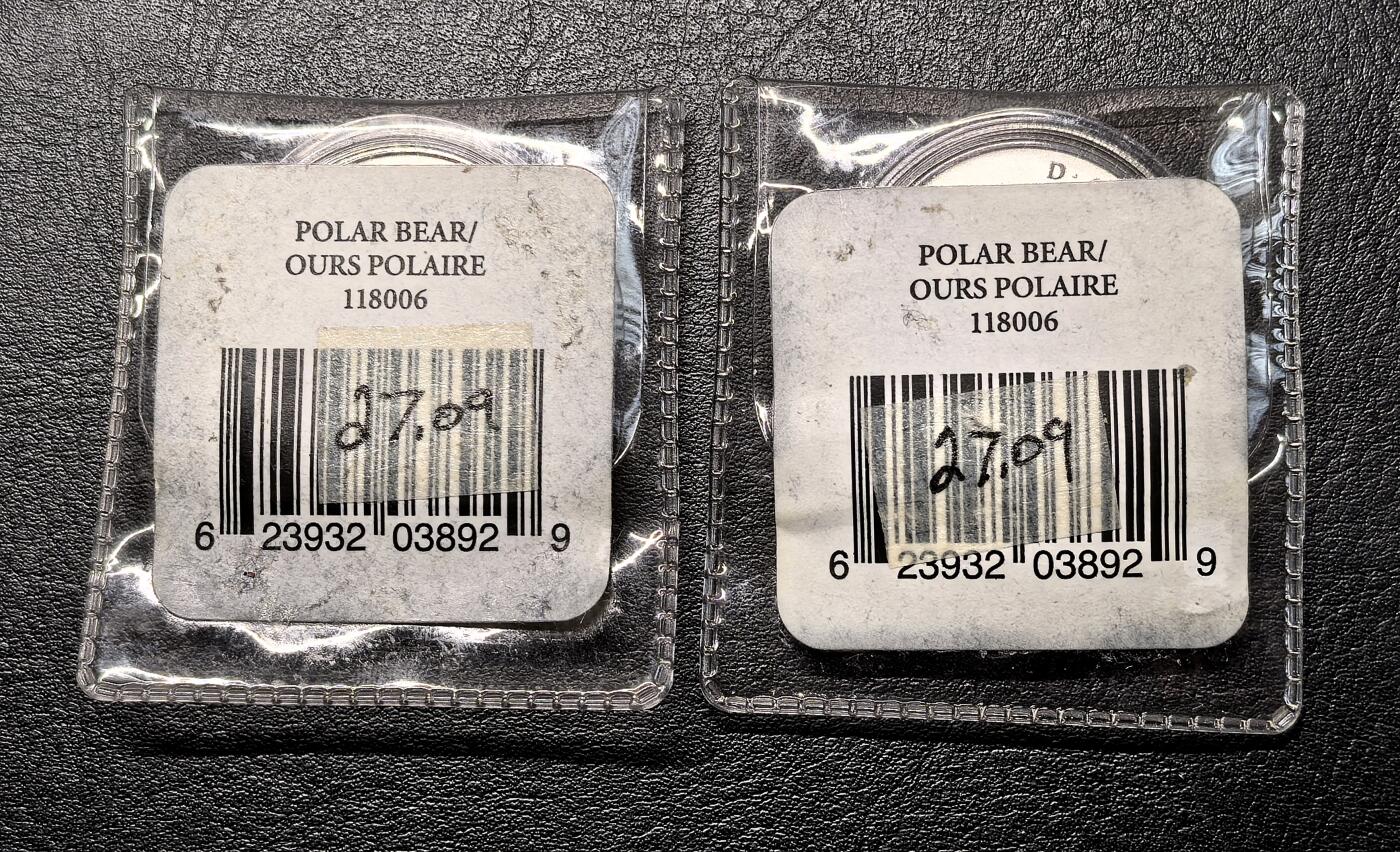 POLAR BEAR/
OURS POLAIRE
118006
27.09
6 23932 03892 9
D
POLAR BEAR/
OURS POLAIRE
118006
27.09
6 23932 03892 9